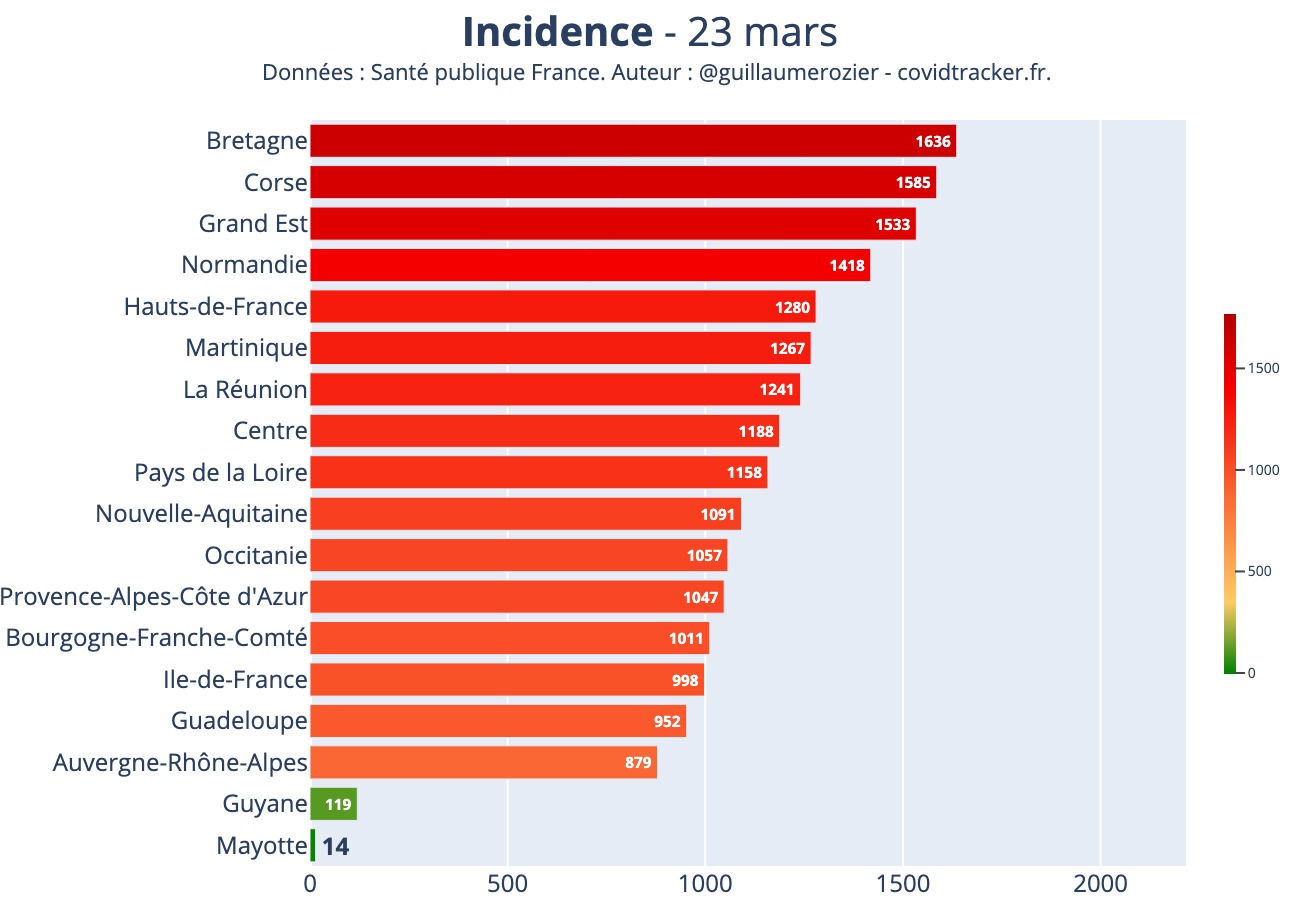 Incidence - 23 mars
Données : Santé publique France. Auteur : @guillaumerozier - covidtracker.fr.
Bretagne 1636
Corse 1585
Grand Est 1533
Normandie 1418
Hauts-de-France 1280
Martinique 1267
La Réunion 1241
Centre 1188
Pays de la Loire 1158
Nouvelle-Aquitaine 1091
Occitanie 1057
Provence-Alpes-Côte d'Azur 1047
Bourgogne-Franche-Comté 1011
Ile-de-France 998
Guadeloupe 952
Auvergne-Rhône-Alpes 879
Guyane 119
Mayotte 14
0 500 1000 1500 2000
1500
1000
500
0